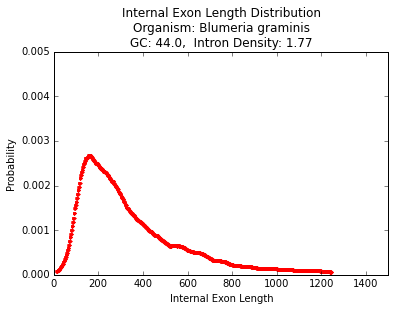 Internal Exon Length Distribution
Organism: Blumeria graminis
GC: 44.0,  Intron Density: 1.77
0.005
0.004
0.003
0.002
0.001
0.000
Probability
0 200 400 600 800 1000 1200 1400
Internal Exon Length